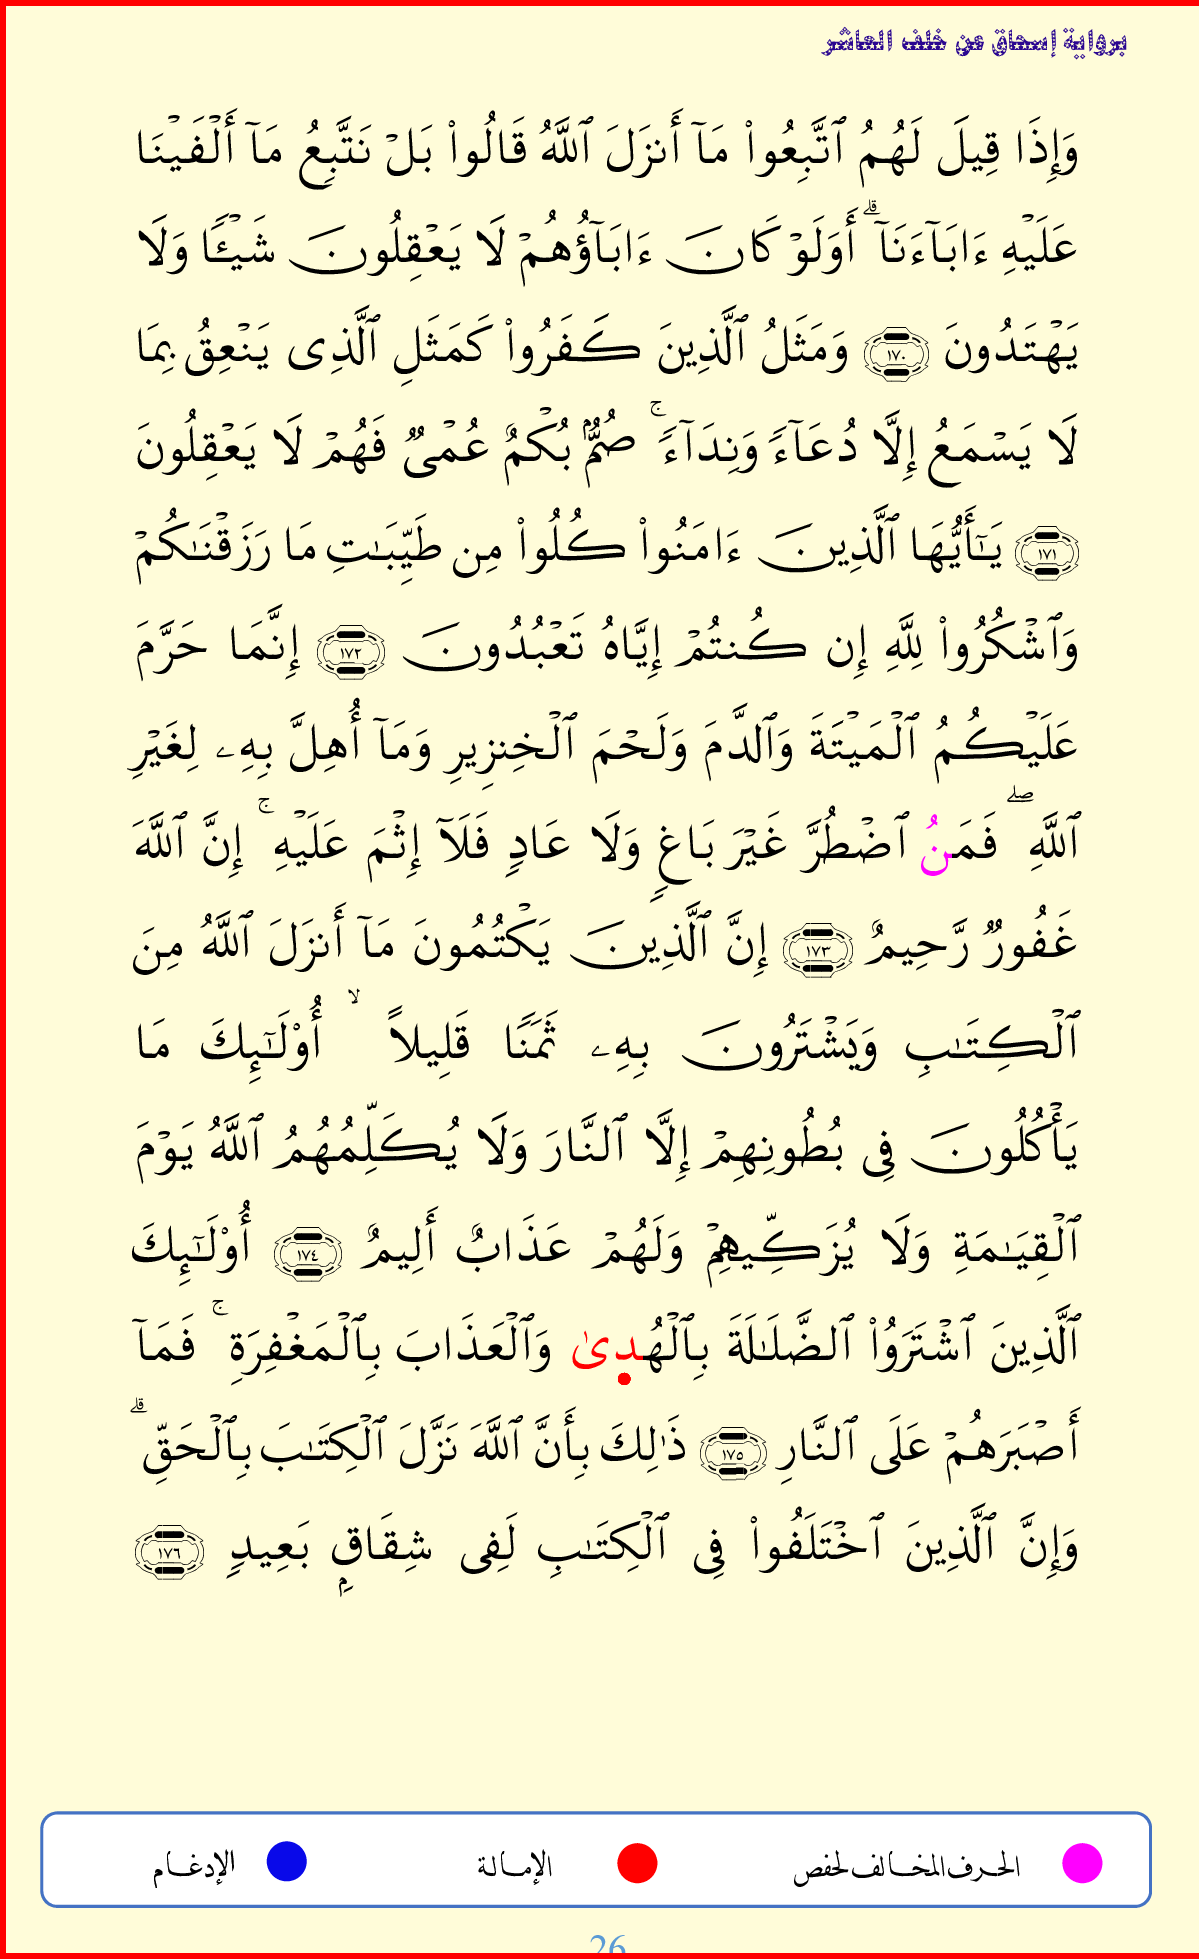 برواية إسحاق عن خلف العاشر
وَإِذَا قِيلَ لَهُمُ ٱتَّبِعُوا۟ مَآ أَنزَلَ ٱللَّهُ قَالُوا۟ بَلْ نَتَّبِعُ مَآ أَلْفَيْنَا
عَلَيْهِ ءَابَآءَنَآ ۗ أَوَلَوْ كَانَ ءَابَآؤُهُمْ لَا يَعْقِلُونَ شَيْـًٔا وَلَا
يَهْتَدُونَ ١٧٠ وَمَثَلُ ٱلَّذِينَ كَفَرُوا۟ كَمَثَلِ ٱلَّذِى يَنْعِقُ بِمَا
لَا يَسْمَعُ إِلَّا دُعَآءً وَنِدَآءً ۚ صُمٌّۢ بُكْمٌ عُمْىٌ فَهُمْ لَا يَعْقِلُونَ
١٧١ يَـٰٓأَيُّهَا ٱلَّذِينَ ءَامَنُوا۟ كُلُوا۟ مِن طَيِّبَـٰتِ مَا رَزَقْنَـٰكُمْ
وَٱشْكُرُوا۟ لِلَّهِ إِن كُنتُمْ إِيَّاهُ تَعْبُدُونَ ١٧٢ إِنَّمَا حَرَّمَ
عَلَيْكُمُ ٱلْمَيْتَةَ وَٱلدَّمَ وَلَحْمَ ٱلْخِنزِيرِ وَمَآ أُهِلَّ بِهِۦ لِغَيْرِ
ٱللَّهِ ۖ فَمَنُ ٱضْطُرَّ غَيْرَ بَاغٍ وَلَا عَادٍ فَلَآ إِثْمَ عَلَيْهِ ۚ إِنَّ ٱللَّهَ
غَفُورٌ رَّحِيمٌ ١٧٣ إِنَّ ٱلَّذِينَ يَكْتُمُونَ مَآ أَنزَلَ ٱللَّهُ مِنَ
ٱلْكِتَـٰبِ وَيَشْتَرُونَ بِهِۦ ثَمَنًا قَلِيلاً ۙ أُو۟لَـٰٓئِكَ مَا
يَأْكُلُونَ فِى بُطُونِهِمْ إِلَّا ٱلنَّارَ وَلَا يُكَلِّمُهُمُ ٱللَّهُ يَوْمَ
ٱلْقِيَـٰمَةِ وَلَا يُزَكِّيهِمْ وَلَهُمْ عَذَابٌ أَلِيمٌ ١٧٤ أُو۟لَـٰٓئِكَ
ٱلَّذِينَ ٱشْتَرَوُا۟ ٱلضَّلَـٰلَةَ بِٱلْهُدىٰ وَٱلْعَذَابَ بِٱلْمَغْفِرَةِ ۚ فَمَآ
أَصْبَرَهُمْ عَلَى ٱلنَّارِ ١٧٥ ذَٰلِكَ بِأَنَّ ٱللَّهَ نَزَّلَ ٱلْكِتَـٰبَ بِٱلْحَقِّ ۗ
وَإِنَّ ٱلَّذِينَ ٱخْتَلَفُوا۟ فِى ٱلْكِتَـٰبِ لَفِى شِقَاقٍۭ بَعِيدٍ ١٧٦
الحرف المخالف لحفص الإمالة الإدغام
26